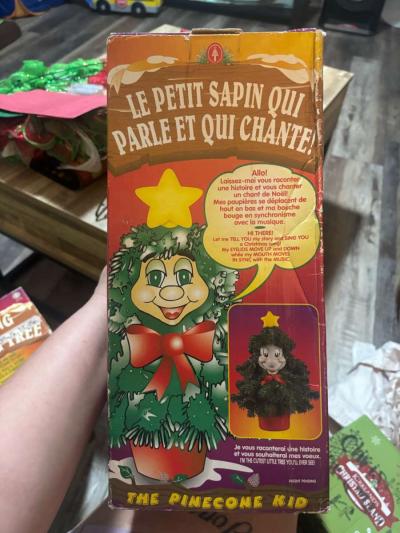 LE PETIT SAPIN QUI
PARLE ET QUI CHANTE!
Allo!
Laissez-moi vous raconter
une histoire et vous chanter
un chant de Noël!
Mes paupières se déplacent de
haut en bas et ma bouche
bouge en synchronisme
avec la musique.
HI THERE!
Let me TELL YOU my story and SING YOU
a Christmas song!
My EYELIDS MOVE UP and DOWN
while my MOUTH MOVES
IN SYNC with the MUSIC.
Je vous raconterai une histoire
et vous souhaiterai mes voeux.
I'M THE CUTEST LITTLE TREE YOU'LL EVER SEE!
PATENT PENDING
THE PINECONE KID
TREE